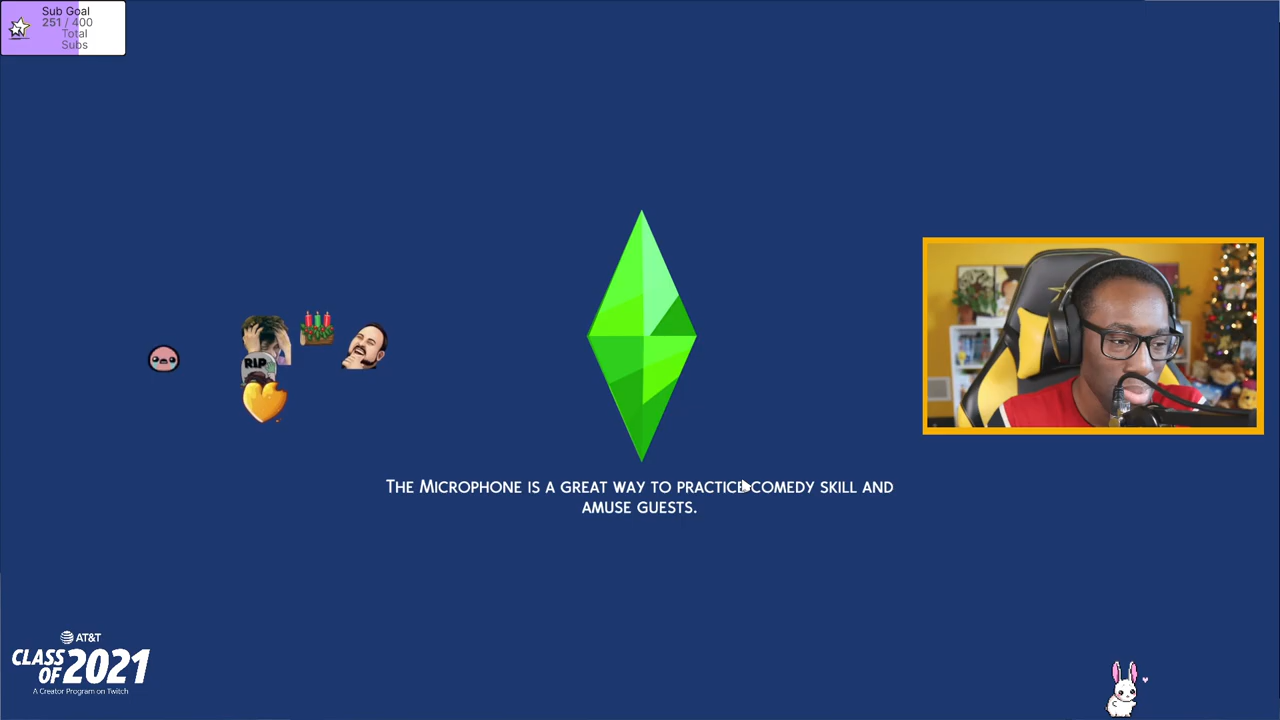 Sub Goal
251 / 400
Total
Subs
RIP
THE MICROPHONE IS A GREAT WAY TO PRACTICE COMEDY SKILL AND
AMUSE GUESTS.
AT&T
CLASS
OF 2021
A Creator Program on Twitch